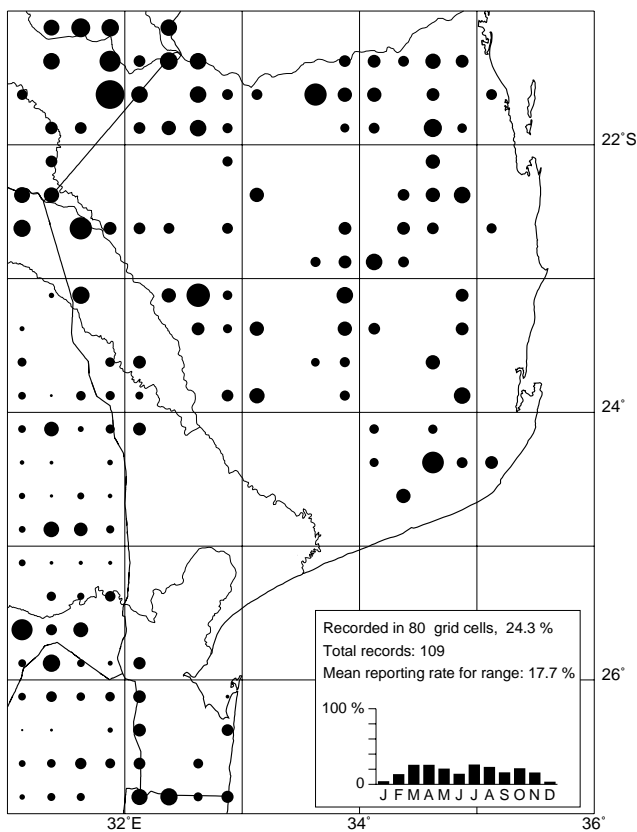 22°S
24°
Recorded in 80 grid cells, 24.3 %
Total records: 109
Mean reporting rate for range: 17.7 %
26°
100 %
0
J F M A M J J A S O N D
32°E
34°
36°